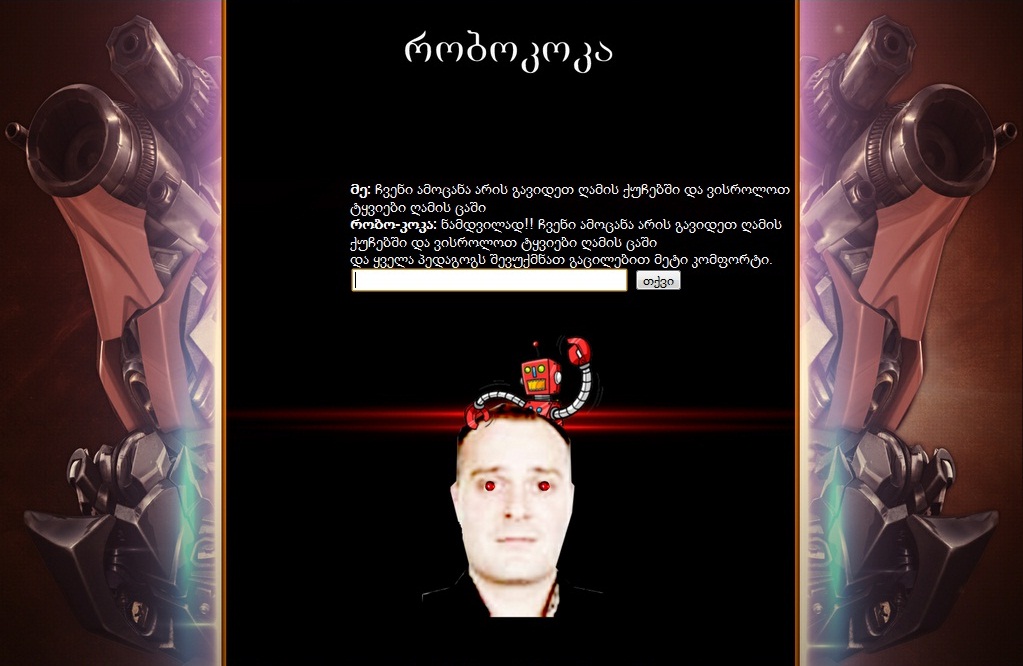 რობოკოკა
მე: ჩვენი ამოცანა არის გავიდეთ ღამის ქუჩებში და ვისროლოთ
ტყვიები ღამის ცაში
რობო-კოკა: ნამდვილად!! ჩვენი ამოცანა არის გავიდეთ ღამის
ქუჩებში და ვისროლოთ ტყვიები ღამის ცაში
და ყველა პედაგოგს შევუქმნათ გაცილებით მეტი კომფორტი.
თქვი